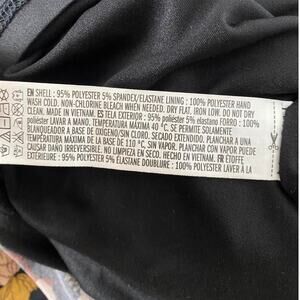 EN SHELL : 95% POLYESTER 5% SPANDEX/ELASTANE LINING : 100% POLYESTER HAND
WASH COLD. NON-CHLORINE BLEACH WHEN NEEDED. DRY FLAT. IRON LOW. DO NOT DRY
CLEAN. MADE IN VIETNAM. ES TELA EXTERIOR : 95% poliéster 5% elastano FORRO : 100%
poliéster LAVAR A MANO. TEMPERATURA MÁXIMA 40 °C. SE PERMITE SOLAMENTE
BLANQUEADOR A BASE DE OXÍGENO/SIN CLORO. SECADO EXTENDIDO. PLANCHAR A
TEMPERATURA MÁXIMA DE LA BASE DE 110 °C, SIN VAPOR. PLANCHAR CON VAPOR PUEDE
CAUSAR DAÑO IRREVERSIBLE. NO LIMPIEZA EN SECO. HECHO EN VIETNAM. FR ÉTOFFE
EXTÉRIEURE : 95% POLYESTER 5% ÉLASTANE DOUBLURE : 100% POLYESTER LAVER À LA